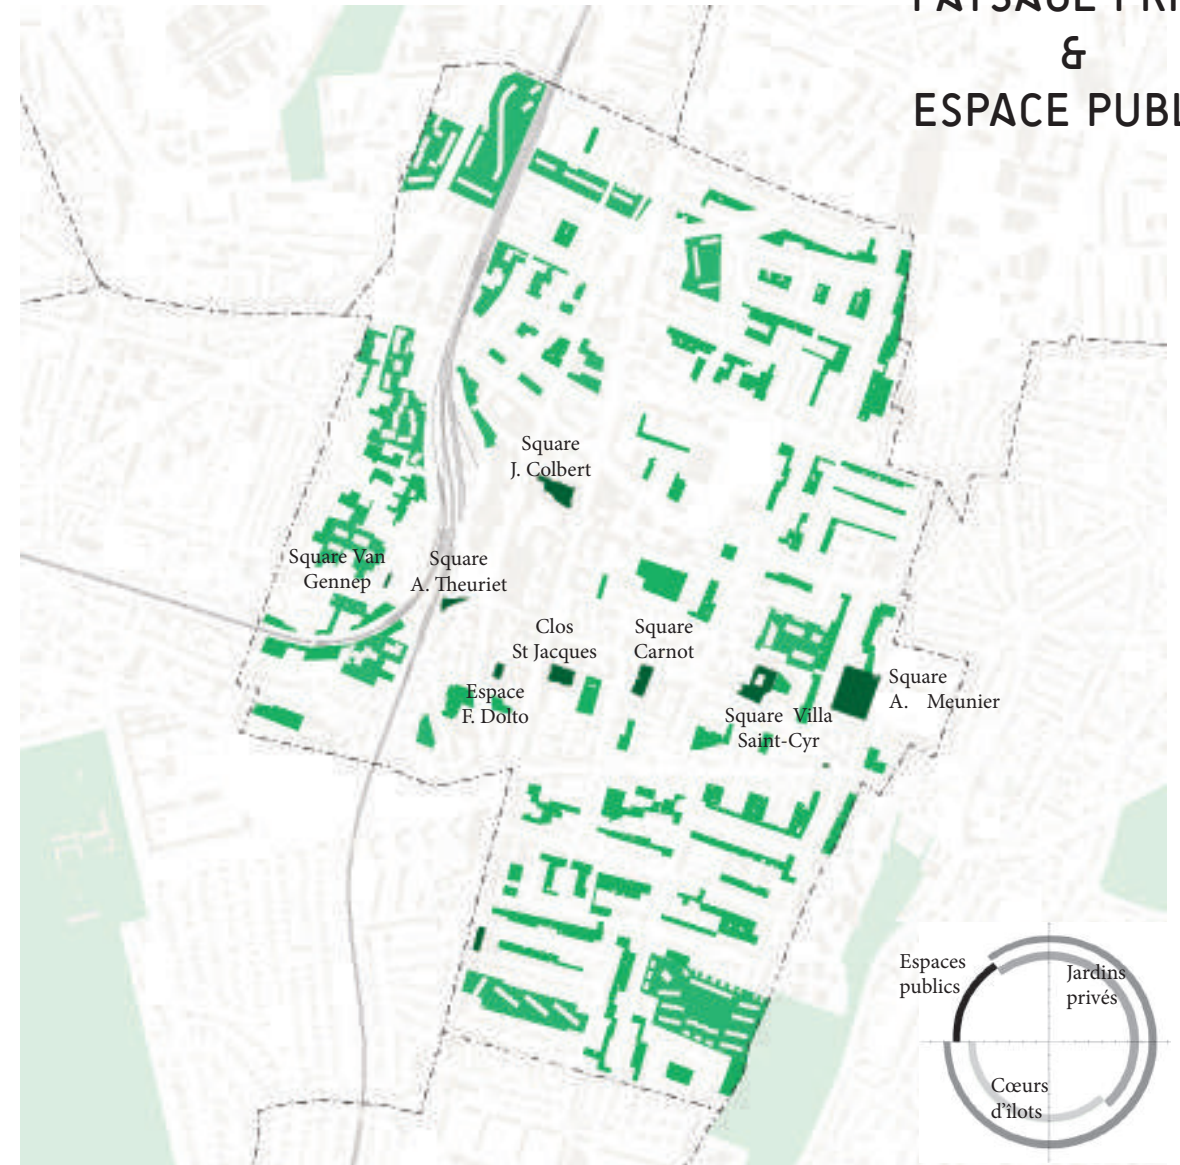 &
Square
J. Colbert
Square Van
Gennep
Square
A. Theuriet
Clos
St Jacques
Square
Carnot
Espace
F. Dolto
Square
A. Meunier
Square Villa
Saint-Cyr
Espaces
publics
Jardins
privés
Cœurs
d'îlots
ESPACE